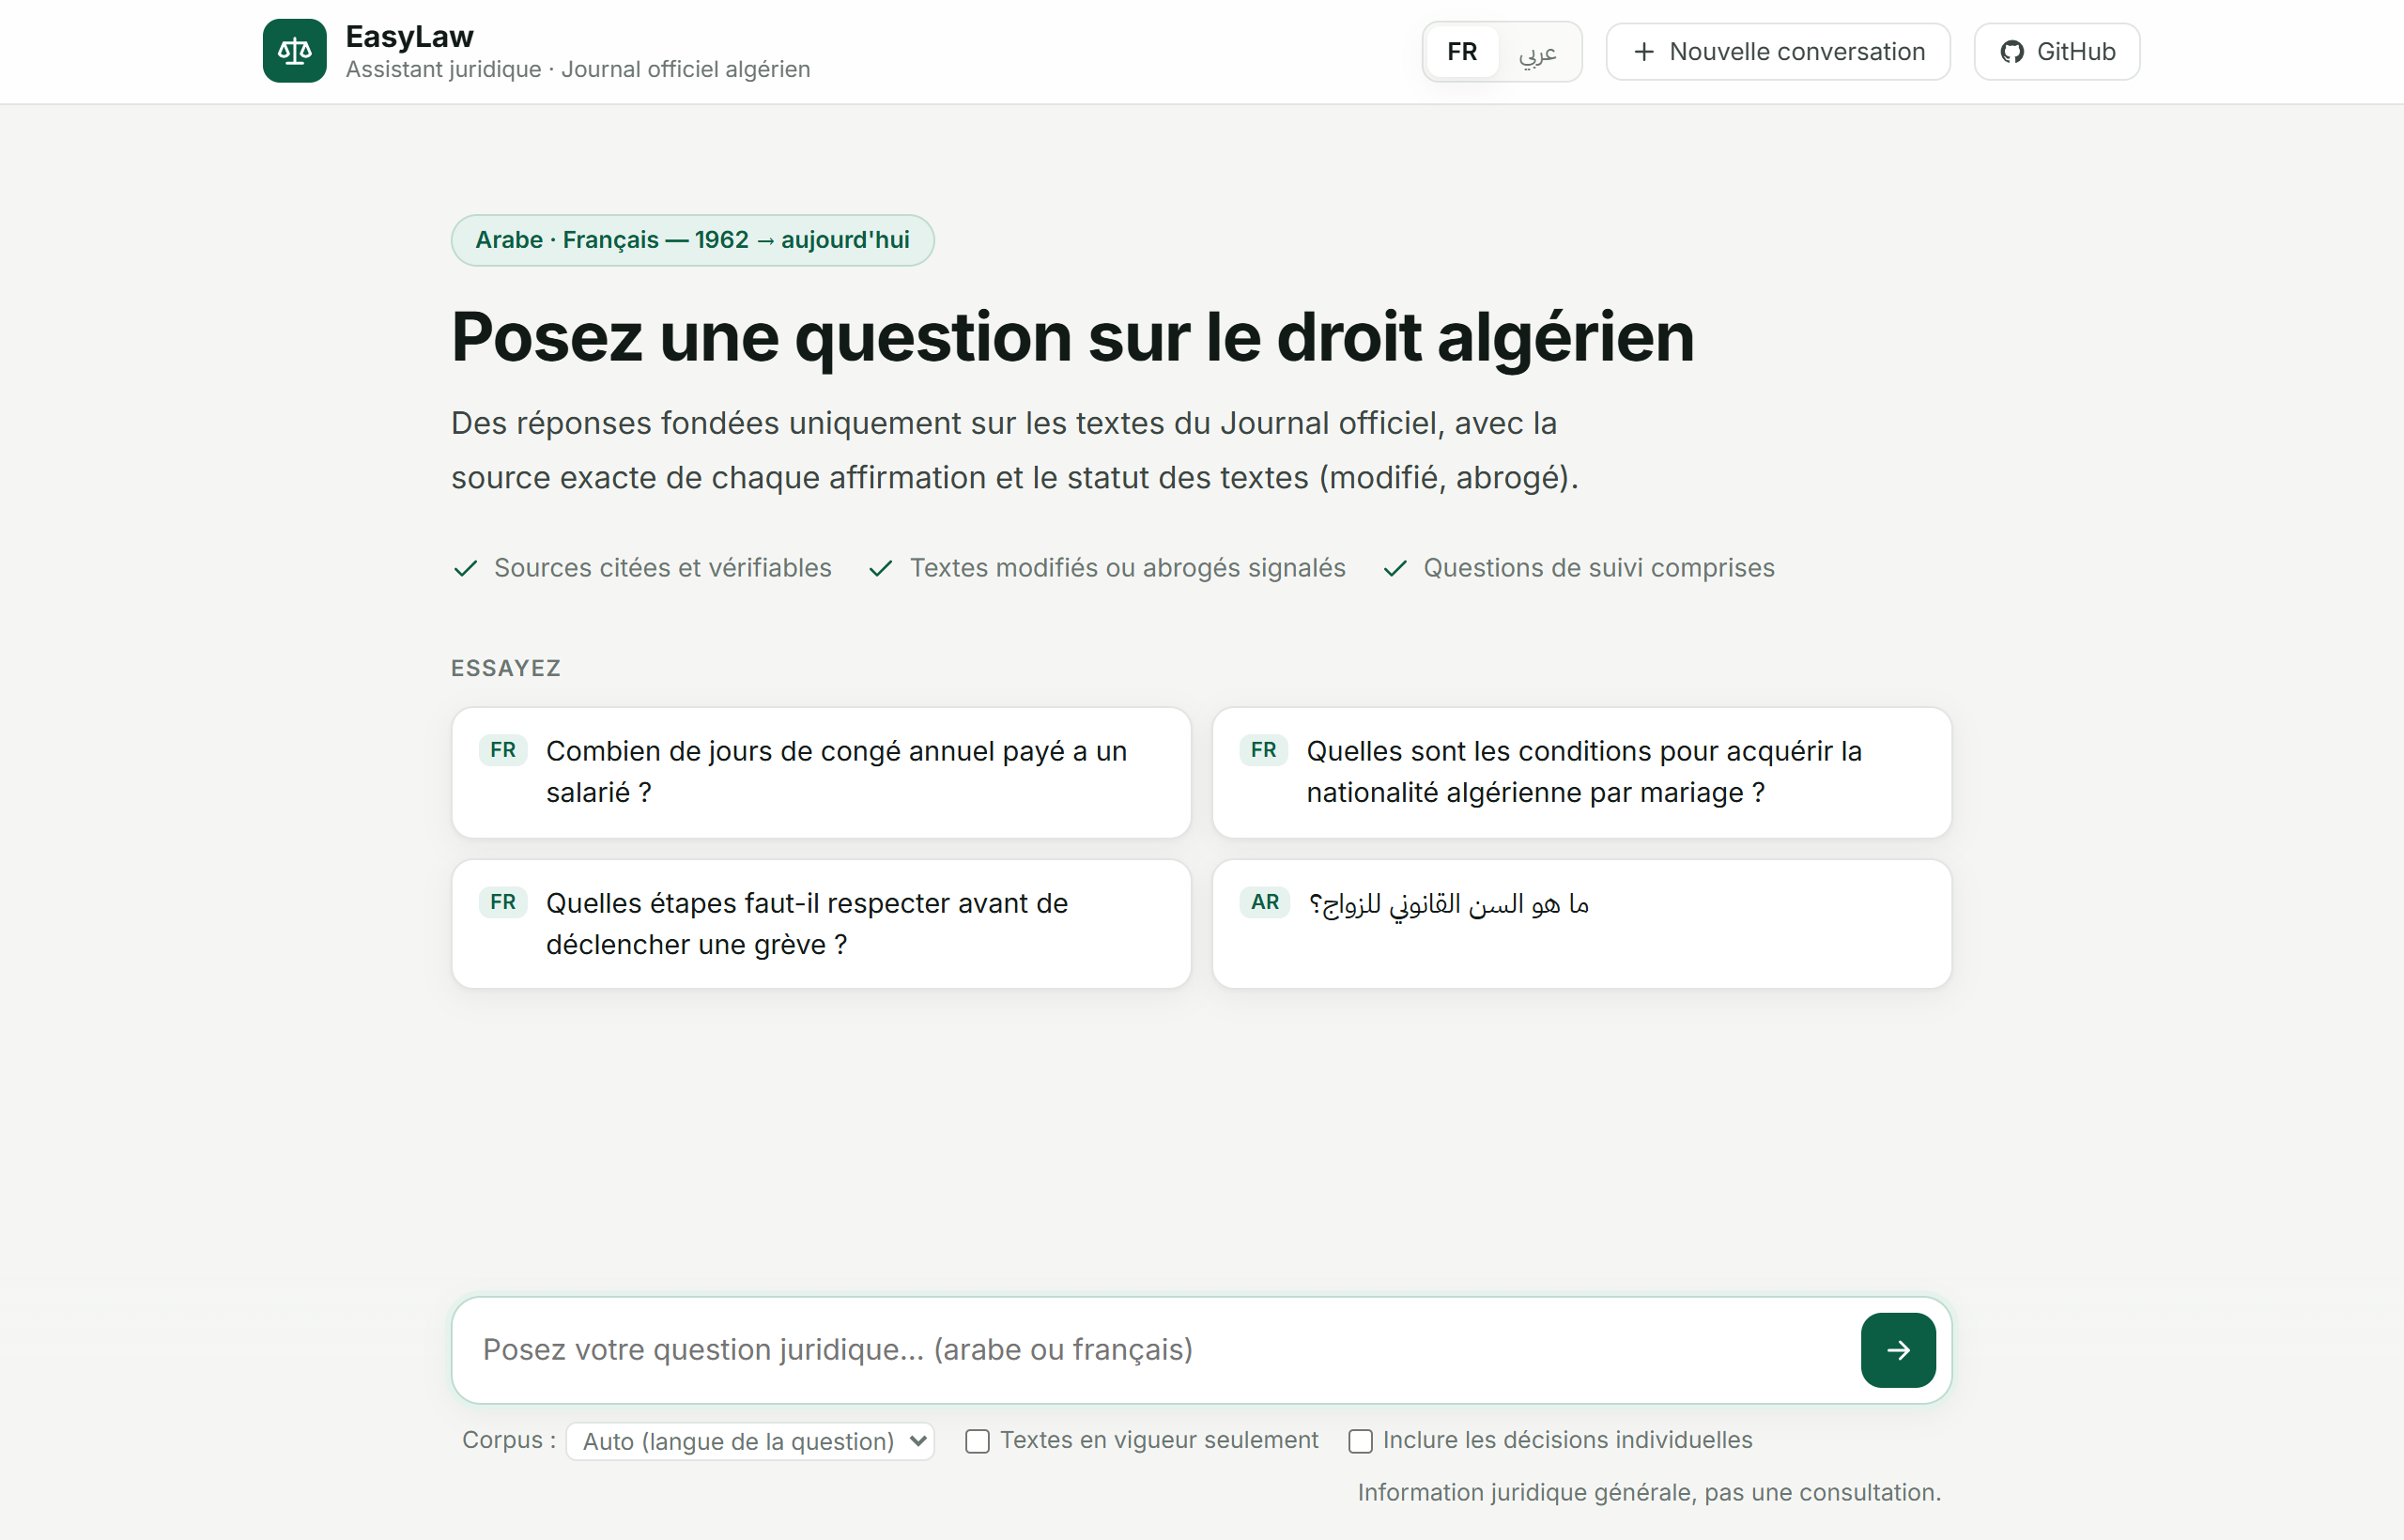 EasyLaw
Assistant juridique · Journal officiel algérien
FR
عربي
Nouvelle conversation
GitHub
Arabe · Français — 1962 → aujourd'hui
Posez une question sur le droit algérien
Des réponses fondées uniquement sur les textes du Journal officiel, avec la
source exacte de chaque affirmation et le statut des textes (modifié, abrogé).
Sources citées et vérifiables
Textes modifiés ou abrogés signalés
Questions de suivi comprises
ESSAYEZ
FR
Combien de jours de congé annuel payé a un
salarié ?
FR
Quelles sont les conditions pour acquérir la
nationalité algérienne par mariage ?
FR
Quelles étapes faut-il respecter avant de
déclencher une grève ?
AR
ما هو السن القانوني للزواج؟
Posez votre question juridique... (arabe ou français)
Corpus : Auto (langue de la question)
Textes en vigueur seulement
Inclure les décisions individuelles
Information juridique générale, pas une consultation.